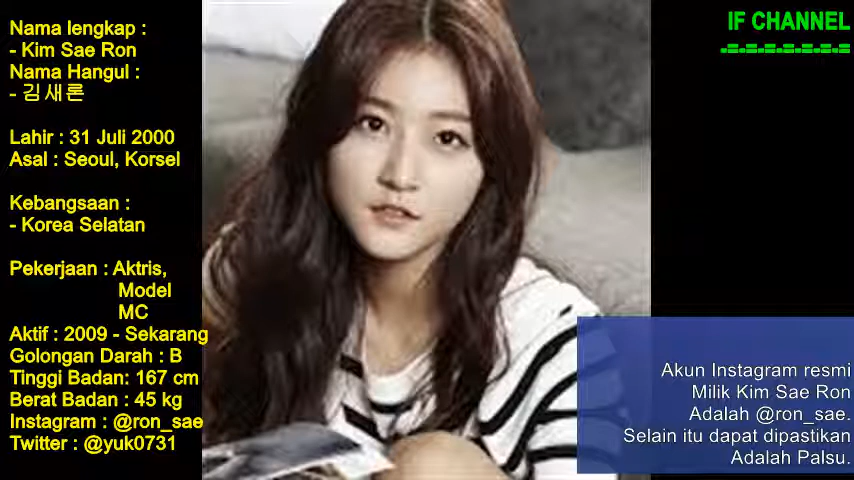 Nama lengkap :
- Kim Sae Ron
Nama Hangul :
- 김새론
Lahir : 31 Juli 2000
Asal : Seoul, Korsel
Kebangsaan :
- Korea Selatan
Pekerjaan : Aktris,
Model
MC
Aktif : 2009 - Sekarang
Golongan Darah : B
Tinggi Badan: 167 cm
Berat Badan : 45 kg
Instagram : @ron_sae
Twitter : @yuk0731
IF CHANNEL
-=-=-=-=-=-=-=
Akun Instagram resmi
Milik Kim Sae Ron
Adalah @ron_sae.
Selain itu dapat dipastikan
Adalah Palsu.